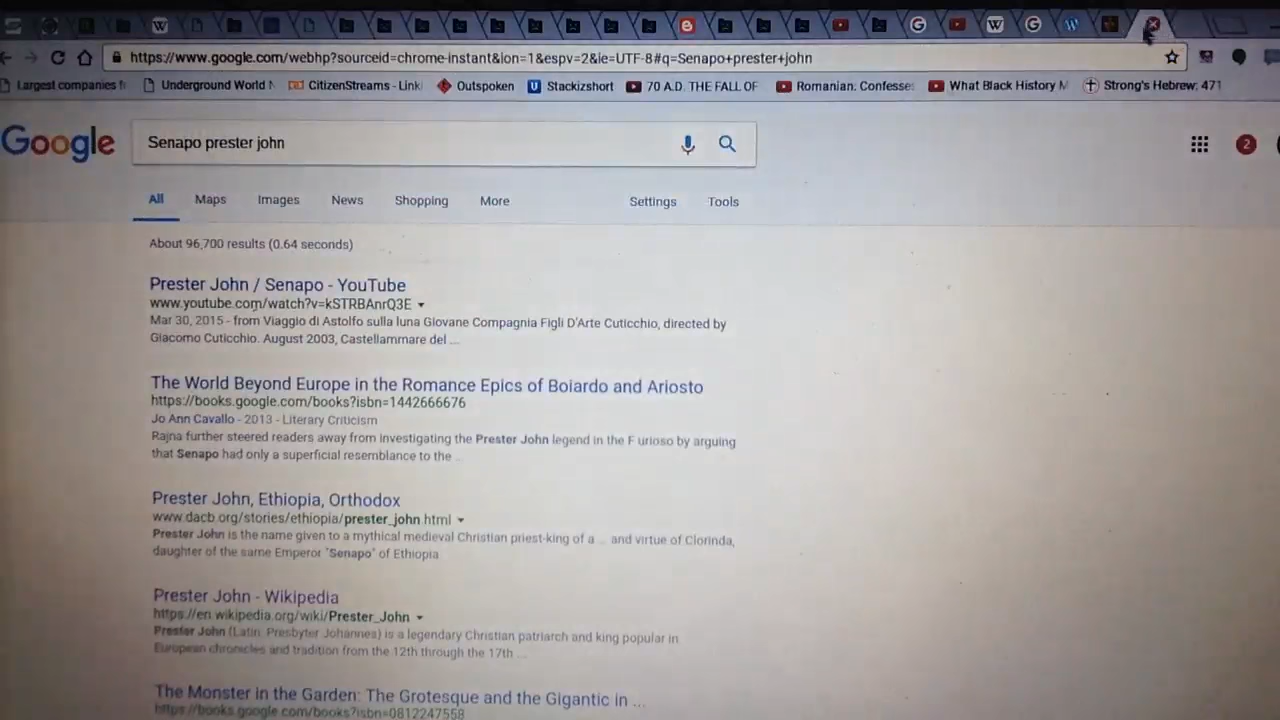 https://www.google.com/webhp?sourceid=chrome-instant&ion=1&espv=2&ie=UTF-8#q=Senapo+prester+john
Largest companies f
Underground World N
CitizenStreams - Link
Outspoken
Stackizshort
70 A.D. THE FALL OF
Romanian. Confesse:
What Black History M
Strong's Hebrew: 471
Google
Senapo prester john
2
All
Maps
Images
News
Shopping
More
Settings
Tools
About 96,700 results (0.64 seconds)
Prester John / Senapo - YouTube
www.youtube.com/watch?v=kSTRBAnrQ3E
Mar 30, 2015 - from Viaggio di Astolfo sulla luna Giovane Compagnia Figli D'Arte Cuticchio, directed by
Giacomo Cuticchio. August 2003, Castellammare del ...
The World Beyond Europe in the Romance Epics of Boiardo and Ariosto
https://books.google.com/books?isbn=1442666676
Jo Ann Cavallo - 2013 - Literary Criticism
Rajna further steered readers away from investigating the Prester John legend in the F urioso by arguing
that Senapo had only a superficial resemblance to the ...
Prester John, Ethiopia, Orthodox
www.dacb.org/stories/ethiopia/prester_john.html
Prester John is the name given to a mythical medieval Christian priest-king of a ... and virtue of Clorinda,
daughter of the same Emperor "Senapo" of Ethiopia
Prester John - Wikipedia
https://en.wikipedia.org/wiki/Prester_John
Prester John (Latin: Presbyter Johannes) is a legendary Christian patriarch and king popular in
European chronicles and tradition from the 12th through the 17th ...
The Monster in the Garden: The Grotesque and the Gigantic in ...
https://books.google.com/books?isbn=0812247558